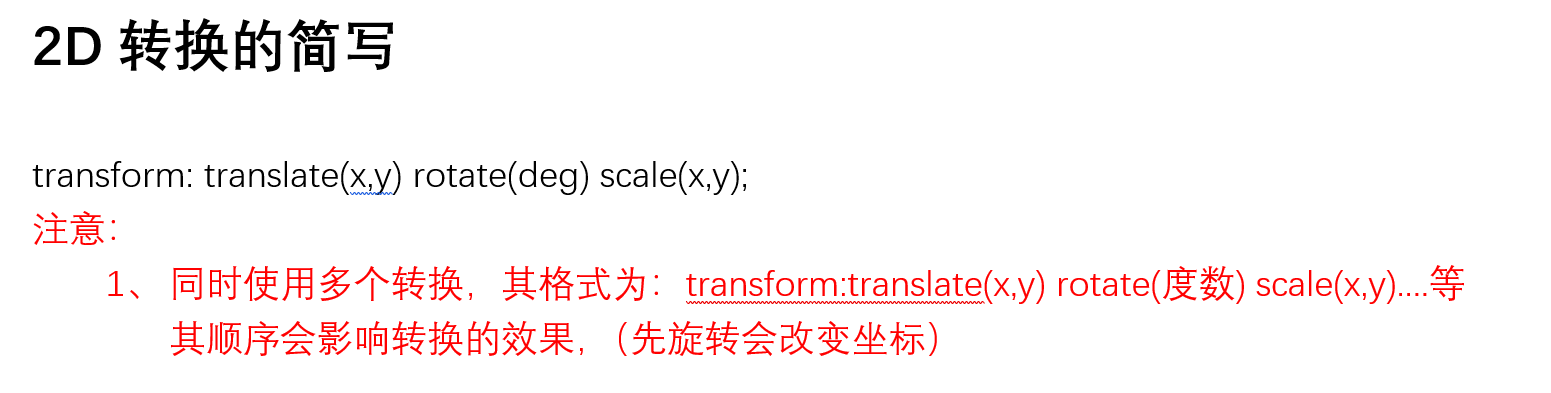 2D 转换的简写
transform: translate(x,y) rotate(deg) scale(x,y);
注意：
1、 同时使用多个转换，其格式为：transform:translate(x,y) rotate(度数) scale(x,y)....等
其顺序会影响转换的效果，（先旋转会改变坐标）